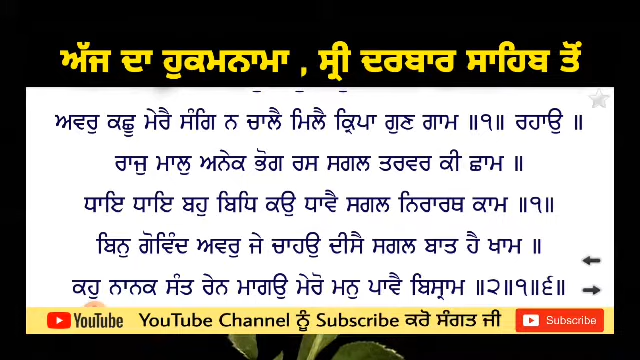 ਅੱਜ ਦਾ ਹੁਕਮਨਾਮਾ , ਸ੍ਰੀ ਦਰਬਾਰ ਸਾਹਿਬ ਤੋਂ
ਅਵਰੁ ਕਛੂ ਮੇਰੈ ਸੰਗਿ ਨ ਚਾਲੈ ਮਿਲੈ ਕ੍ਰਿਪਾ ਗੁਣ ਗਾਮ ॥੧॥ ਰਹਾਉ ॥
ਰਾਜੁ ਮਾਲੁ ਅਨੇਕ ਭੋਗ ਰਸ ਸਗਲ ਤਰਵਰ ਕੀ ਛਾਮ ॥
ਧਾਇ ਧਾਇ ਬਹੁ ਬਿਧਿ ਕਉ ਧਾਵੈ ਸਗਲ ਨਿਰਾਰਥ ਕਾਮ ॥੧॥
ਬਿਨੁ ਗੋਵਿੰਦ ਅਵਰੁ ਜੇ ਚਾਹਉ ਦੀਸੈ ਸਗਲ ਬਾਤ ਹੈ ਖਾਮ ॥
ਕਹੁ ਨਾਨਕ ਸੰਤ ਰੇਨ ਮਾਗਉ ਮੇਰੋ ਮਨੁ ਪਾਵੈ ਬਿਸ੍ਰਾਮ ॥੨॥੧॥੬॥
YouTube YouTube Channel ਨੂੰ Subscribe ਕਰੋ ਸੰਗਤ ਜੀ Subscribe